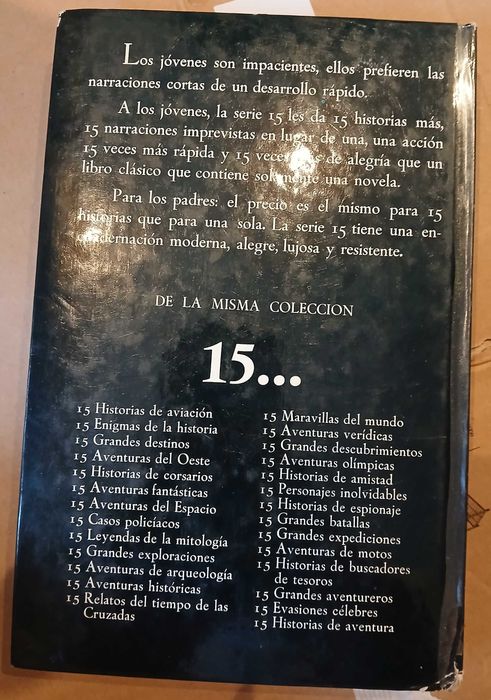 Los jóvenes son impacientes, ellos prefieren las
narraciones cortas de un desarrollo rápido.
A los jóvenes, la serie 15 les da 15 historias más,
15 narraciones imprevistas en lugar de una, una acción
15 veces más rápida y 15 veces más de alegría que un
libro clásico que contiene solamente una novela.
Para los padres: el precio es el mismo para 15
historias que para una sola. La serie 15 tiene una en-
cuadernación moderna, alegre, lujosa y resistente.
DE LA MISMA COLECCION
15...
15 Historias de aviación
15 Enigmas de la historia
15 Grandes destinos
15 Aventuras del Oeste
15 Historias de corsarios
15 Aventuras fantásticas
15 Aventuras del Espacio
15 Casos policíacos
15 Leyendas de la mitología
15 Grandes exploraciones
15 Aventuras de arqueología
15 Aventuras históricas
15 Relatos del tiempo de las
Cruzadas
15 Maravillas del mundo
15 Aventuras verídicas
15 Grandes descubrimientos
15 Aventuras olímpicas
15 Historias de amistad
15 Personajes inolvidables
15 Historias de espionaje
15 Grandes batallas
15 Grandes expediciones
15 Aventuras de motos
15 Historias de buscadores
de tesoros
15 Grandes aventureros
15 Evasiones célebres
15 Historias de aventura